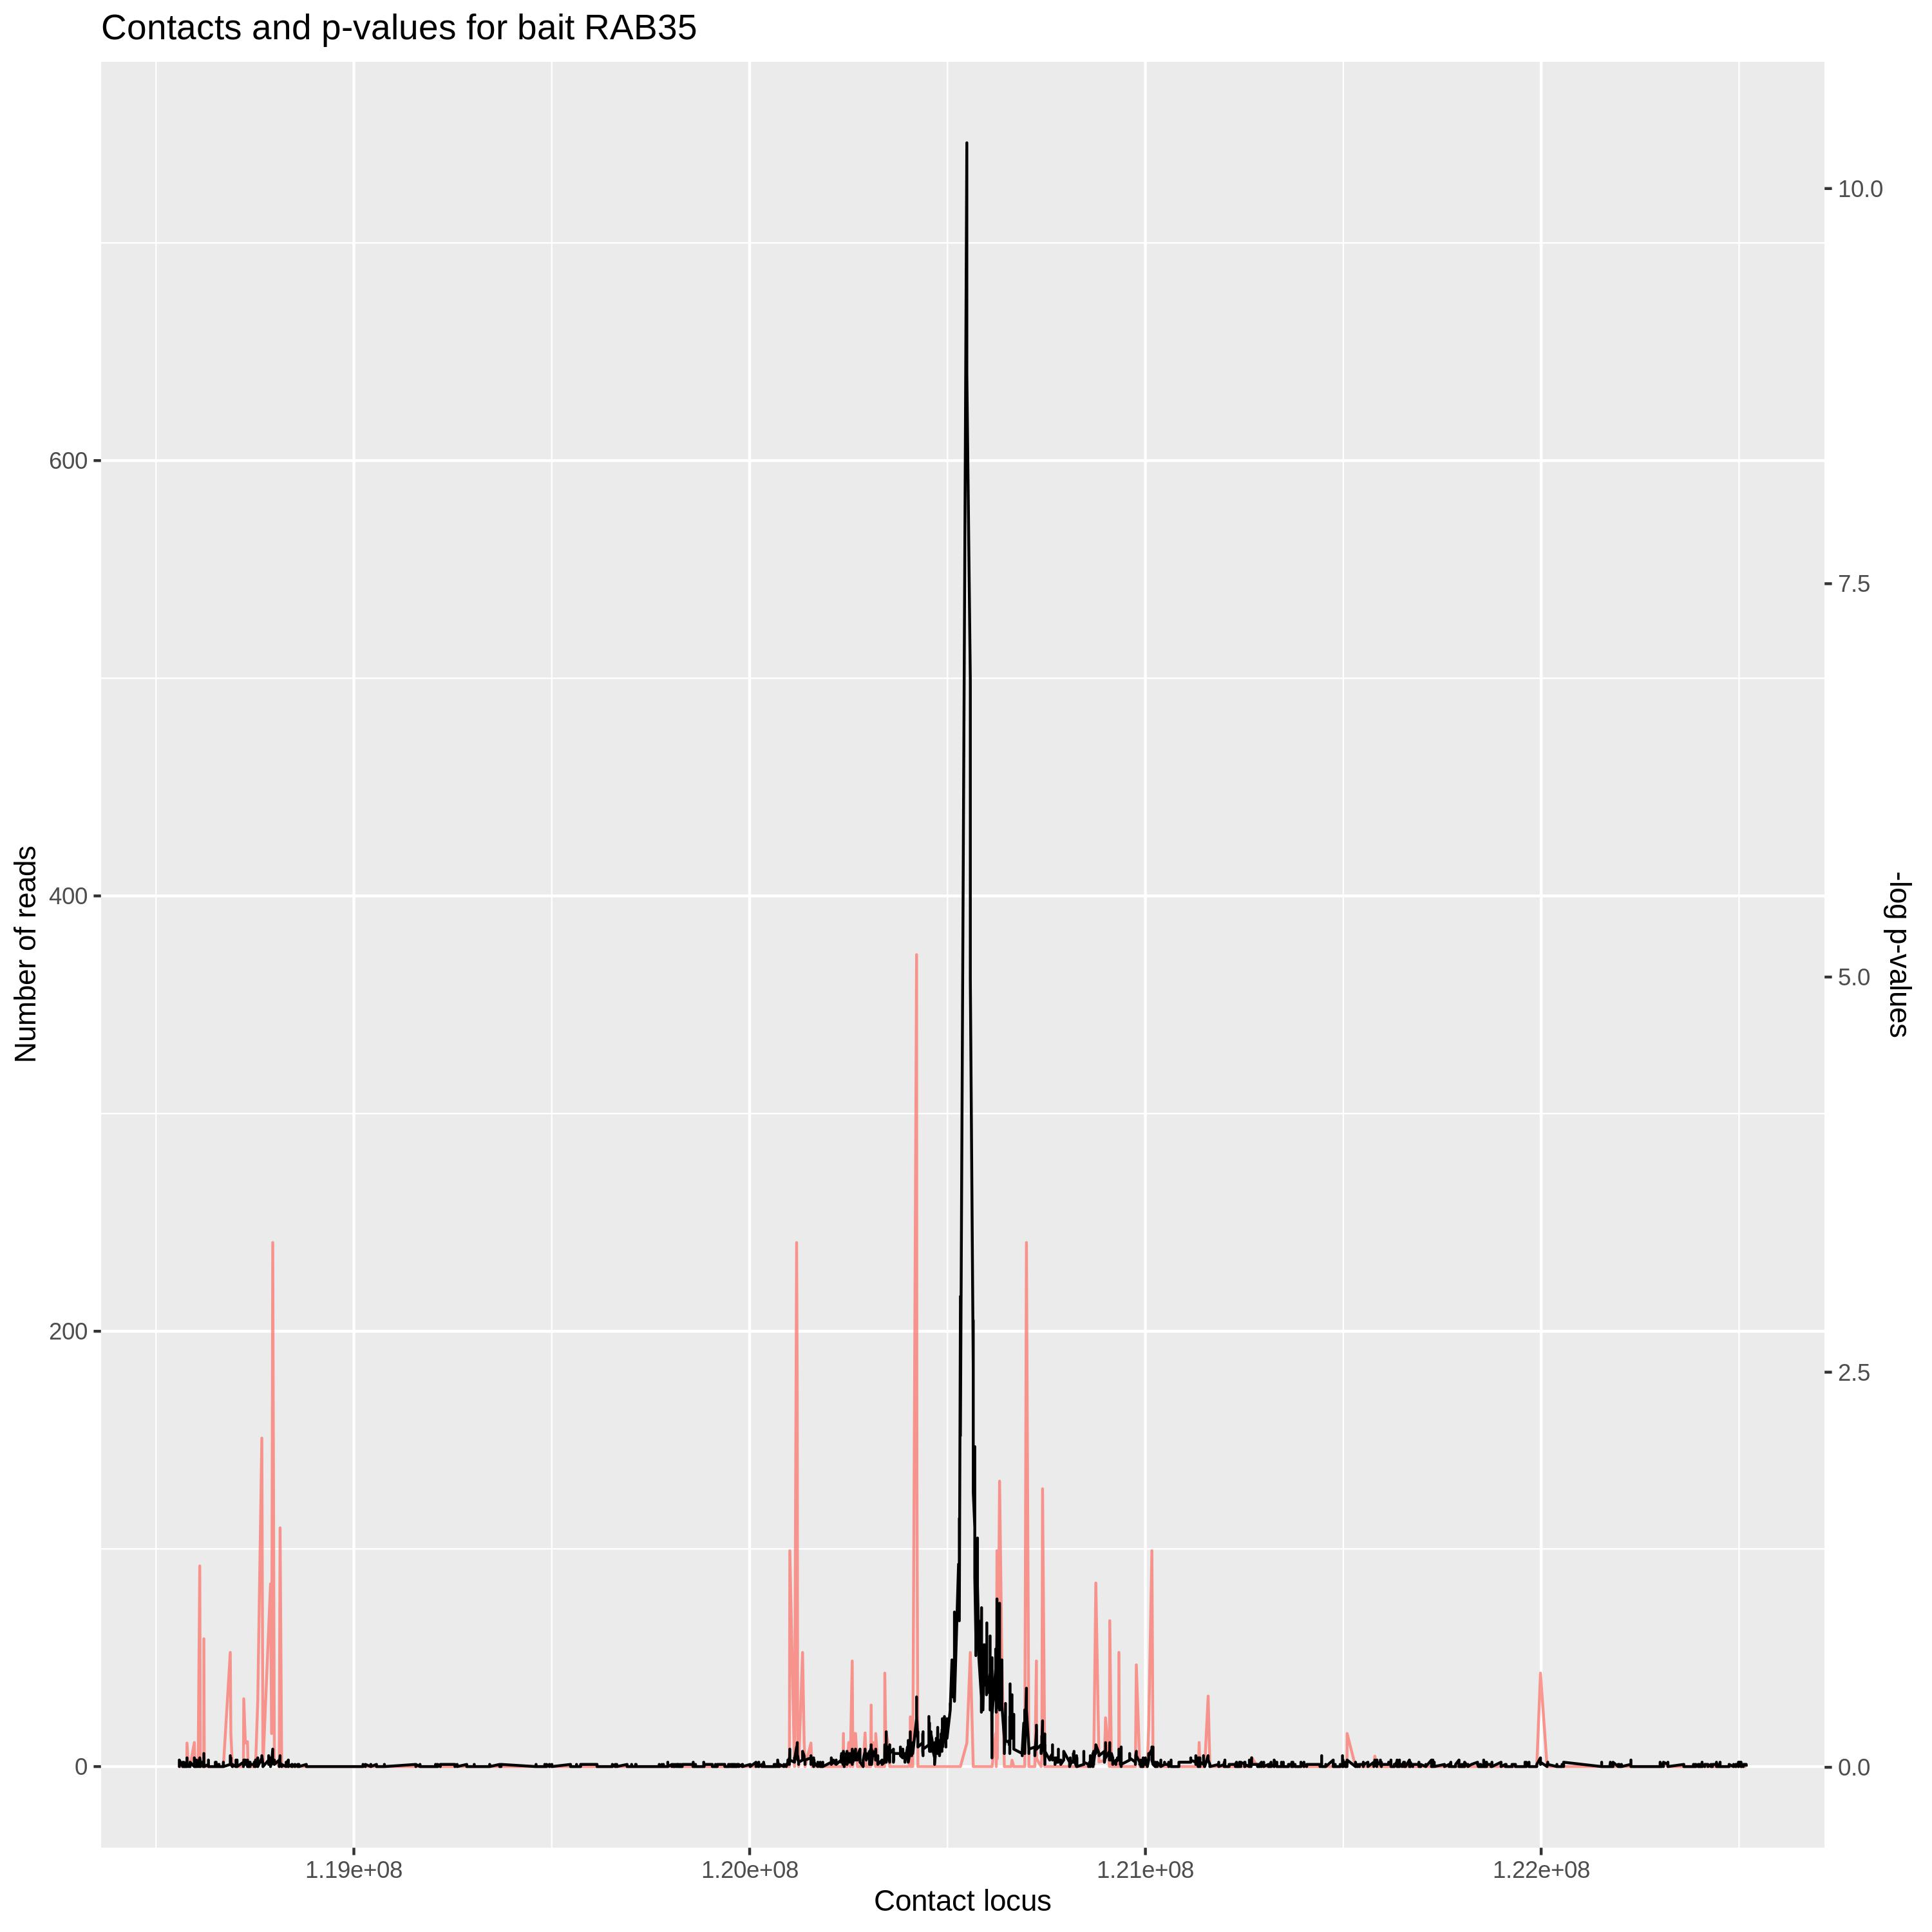 Contacts and p-values for bait RAB35
Number of reads
600
400
200
0
10.0
7.5
5.0
2.5
0.0
-log p-values
1.19e+08
1.20e+08
1.21e+08
1.22e+08
Contact locus